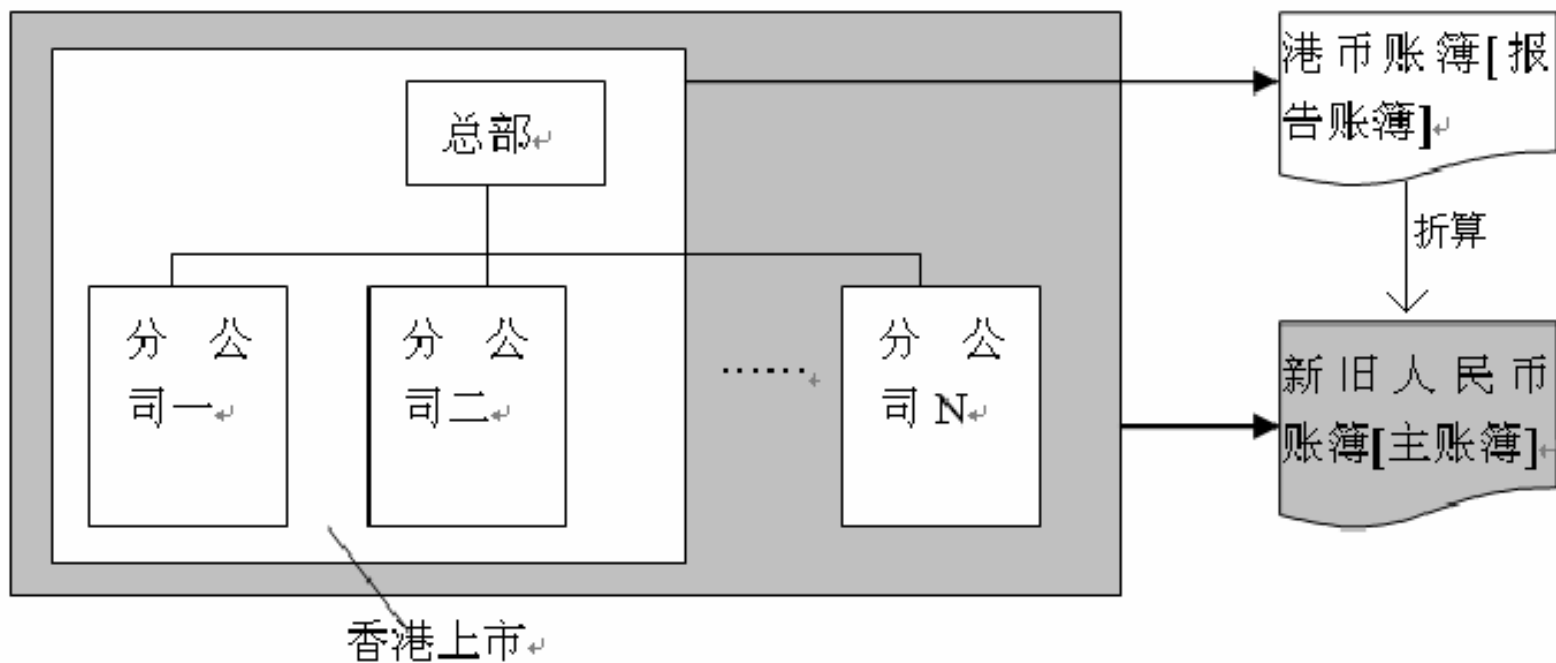 总部
分 公
司一
分 公
司二
......
分 公
司 N
香港上市
港币账簿[报
告账簿]
折算
新旧人民币
账簿[主账簿]